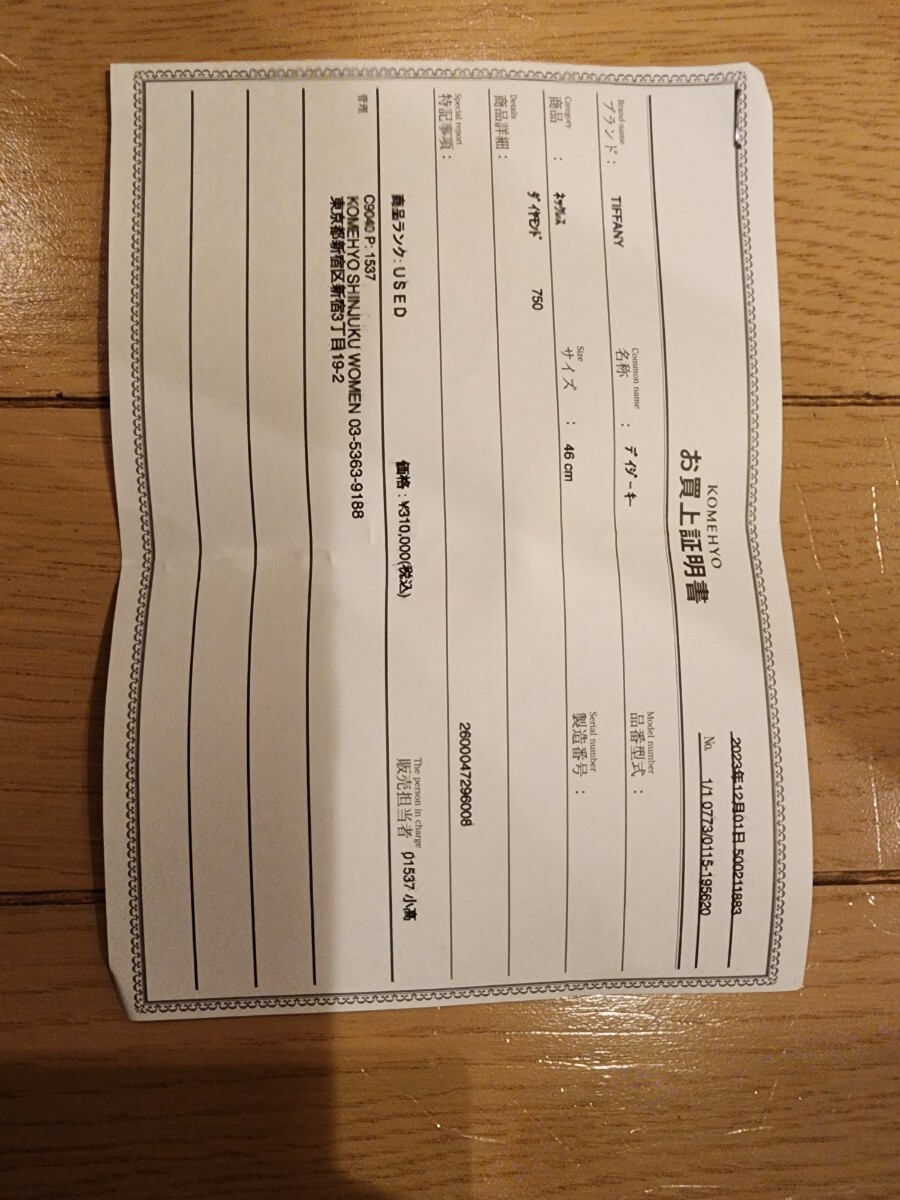 KOMEHYO
お買上証明書
2023年12月01日 500211883
No. 1/1 0773/0115-195620
Brand name Common name Model number
ブランド: TIFFANY 名称 : デイジーキー 品番型式 :
Category Size Serial number
商品 : ネックレス サイズ : 46 cm 製造番号 :
Details
商品詳細: ダイヤモンド 750
Special report
特記事項: 2600047296008
The person in charge
商品ランク: USED 価格: ¥310,000(税込) 販売担当者 01537 小高
管理
C9040 P: 1537
KOMEHYO SHINJUKU WOMEN 03-5363-9188
東京都新宿区新宿3丁目19-2